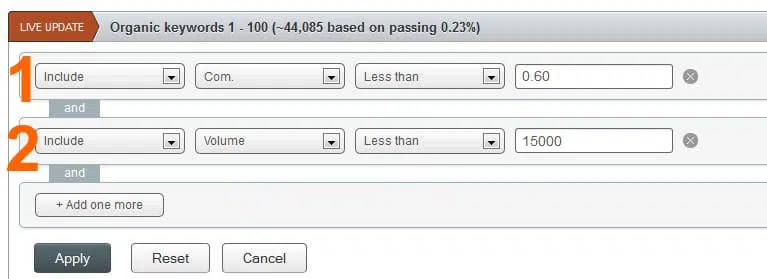 LIVE UPDATE Organic keywords 1 - 100 (~44,085 based on passing 0.23%)
1 Include Com. Less than 0.60
and
2 Include Volume Less than 15000
and
+ Add one more
Apply Reset Cancel